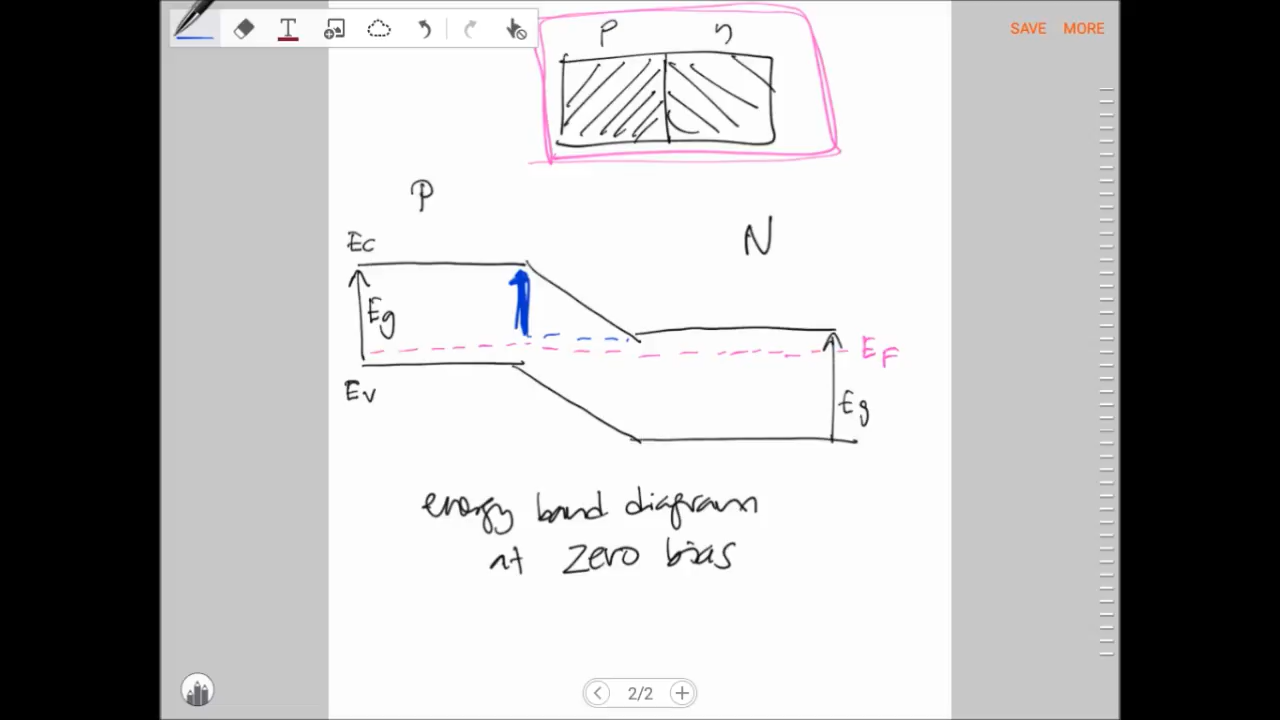 T
SAVE MORE
p n
P
N
Ec
Eg
EF
Ev
Eg
energy band diagram
at zero bias
2/2